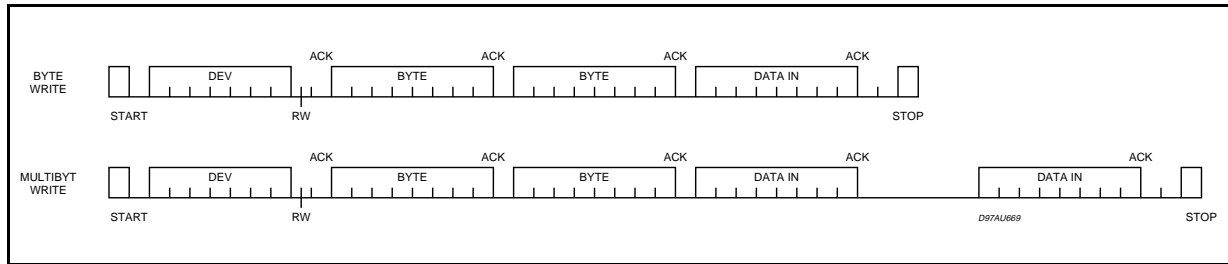 ACK ACK ACK ACK
BYTE
WRITE
DEV BYTE BYTE DATA IN
START RW STOP
ACK ACK ACK ACK ACK
MULTIBYT
WRITE
DEV BYTE BYTE DATA IN DATA IN
START RW D97AU669 STOP